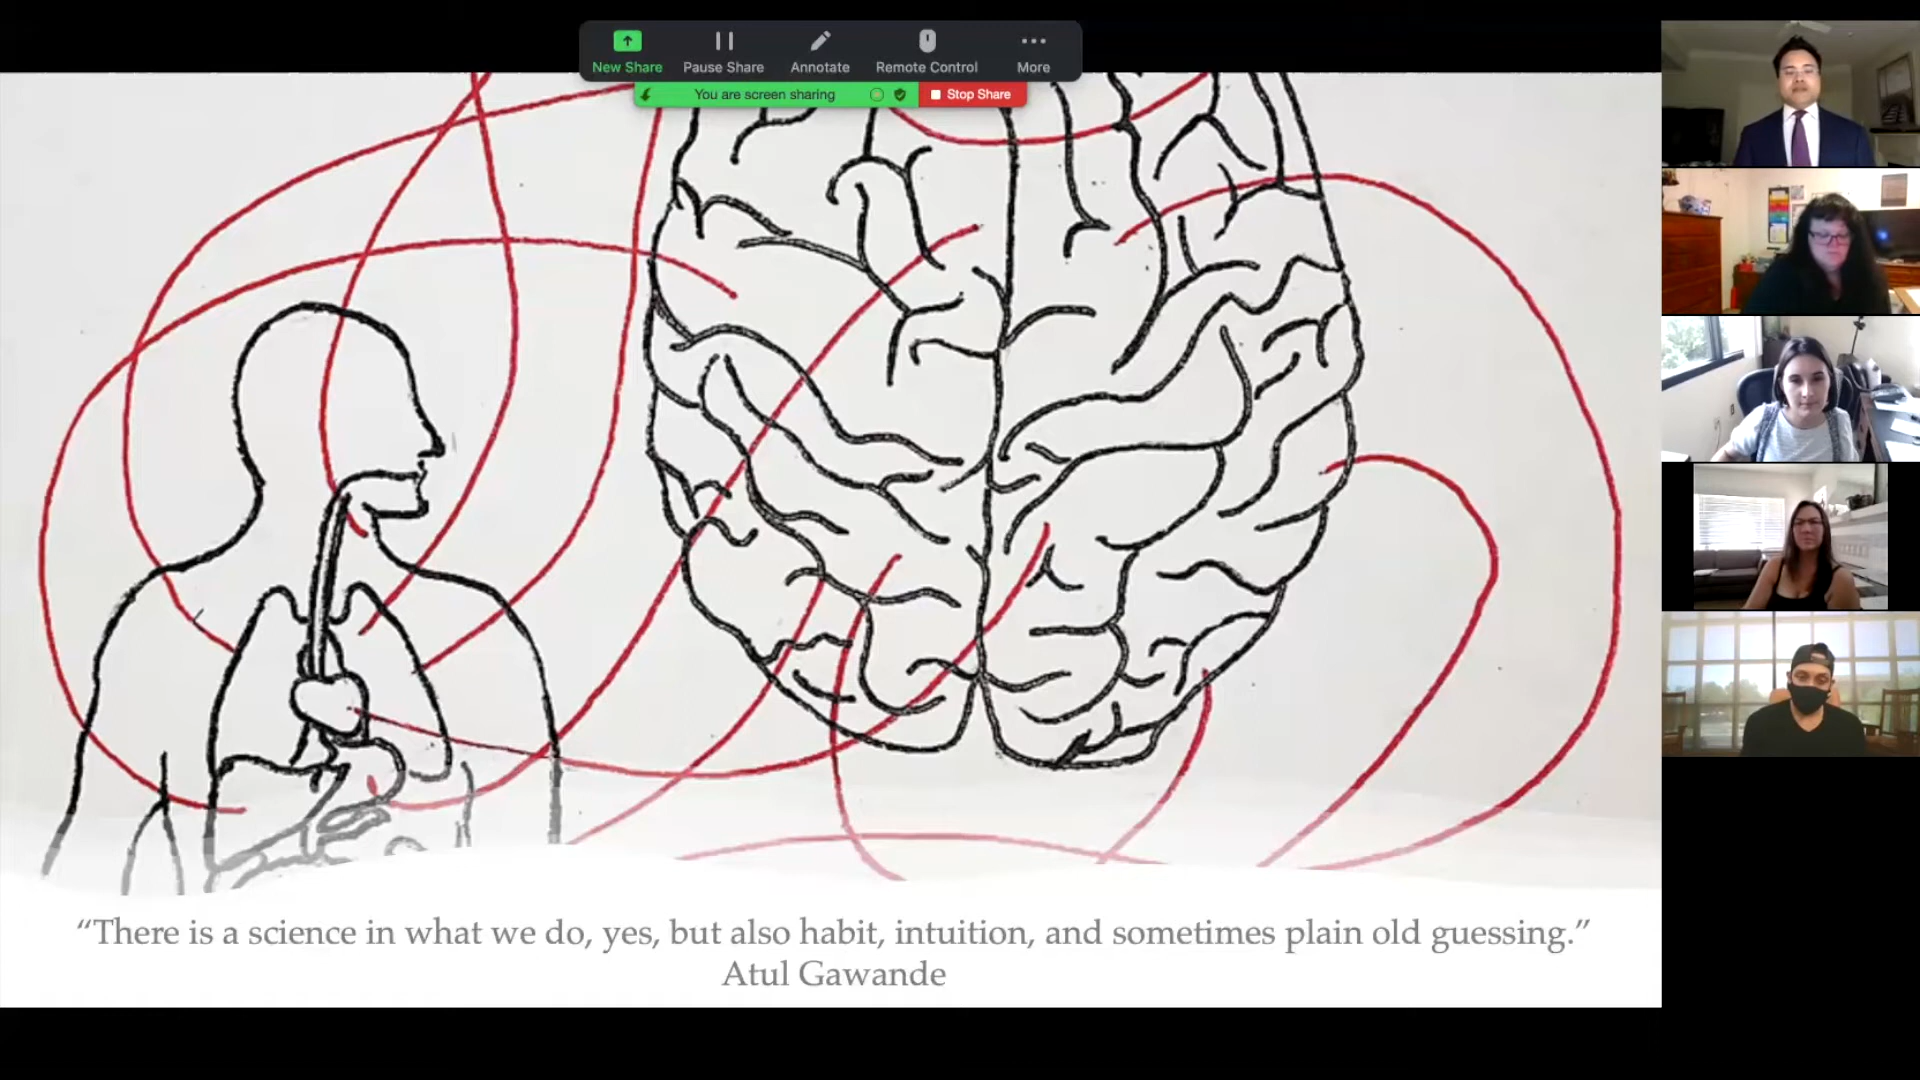 New Share
Pause Share
Annotate
Remote Control
More
You are screen sharing
Stop Share
“There is a science in what we do, yes, but also habit, intuition, and sometimes plain old guessing.”
Atul Gawande